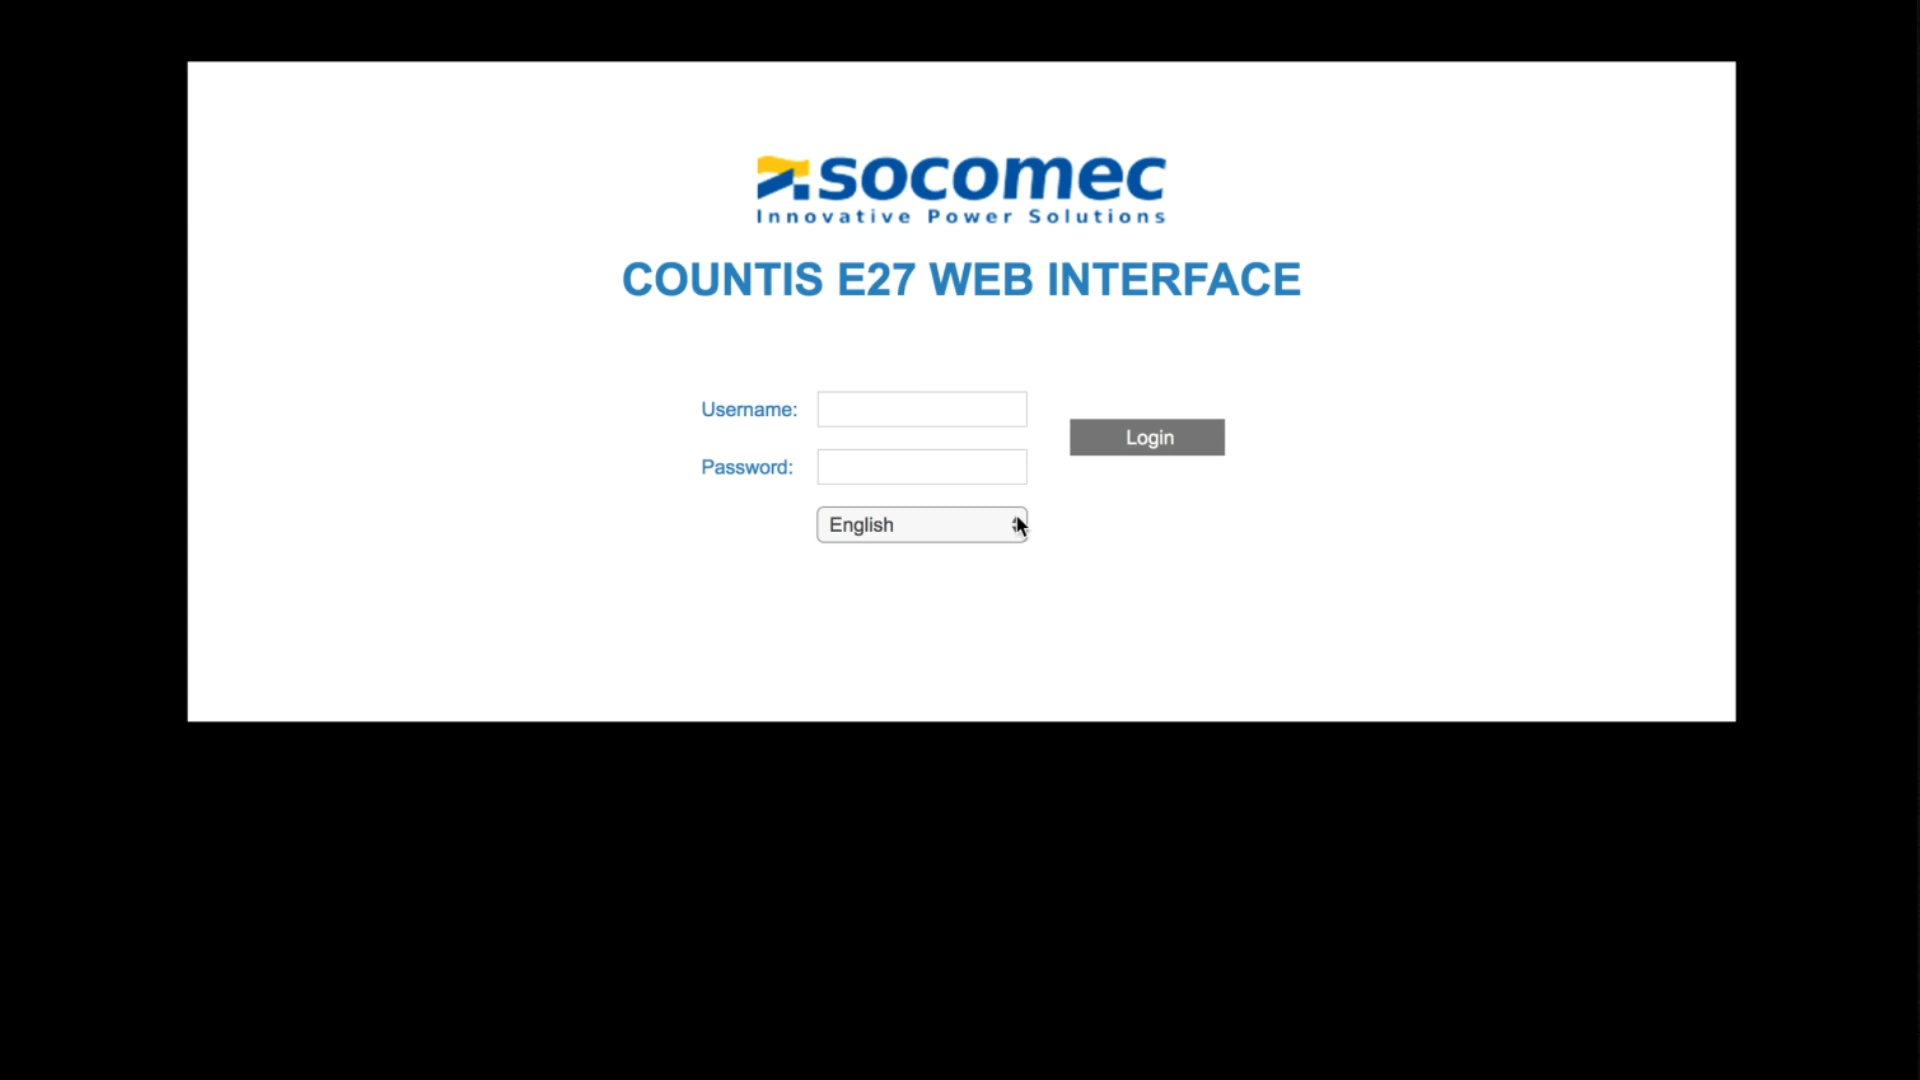 socomec
Innovative Power Solutions
COUNTIS E27 WEB INTERFACE
Username:
Login
Password:
English